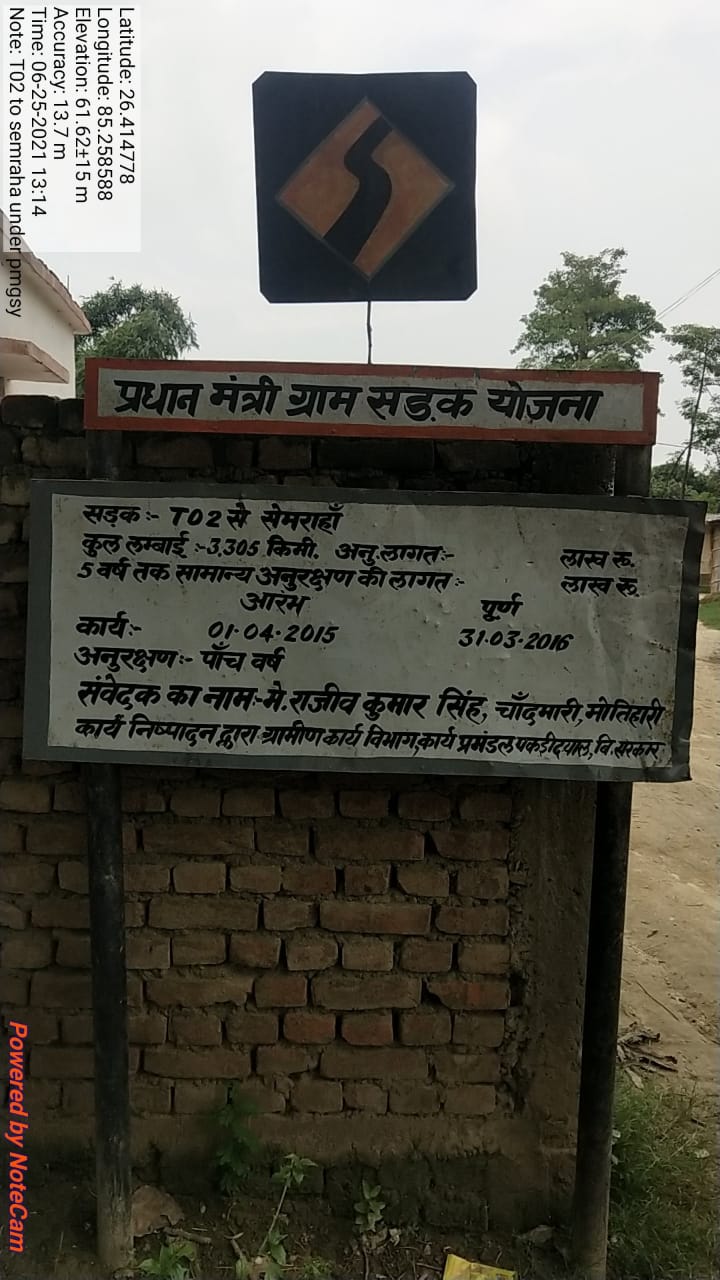 Latitude: 26.414778
Longitude: 85.258588
Elevation: 61.62±15 m
Accuracy: 13.7 m
Time: 06-25-2021 13:14
Note: T02 to semraha under pmgsy
प्रधान मंत्री ग्राम सड़क योजना
सड़क:- T02 से सेमराहाँ
कुल लम्बाई :-3.305 किमी. अनु.लागत:- लाख रु.
5 वर्ष तक सामान्य अनुरक्षण की लागत:- लाख रु.
आरंभ पूर्ण
कार्य:- 01.04.2015 31.03.2016
अनुरक्षण:- पाँच वर्ष
संवेदक का नाम:-मे.राजीव कुमार सिंह, चाँदमारी,मोतिहारी
कार्य निष्पादन द्वारा ग्रामीण कार्य विभाग,कार्य प्रमंडल पकड़ीदयाल, वि.सरकार
Powered by NoteCam